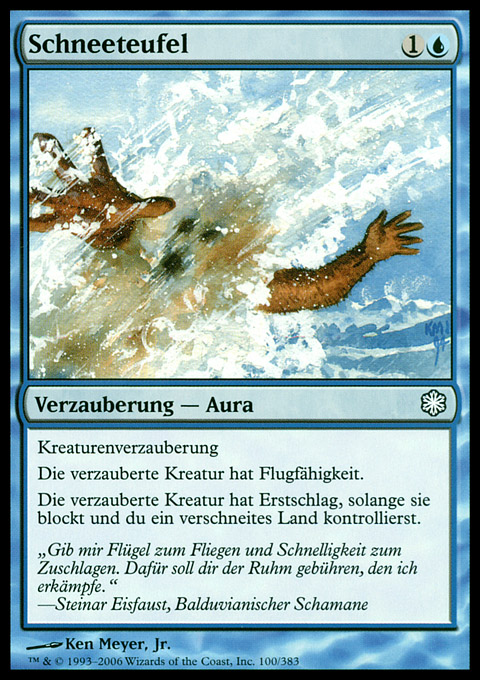 Schneeteufel
1
Verzauberung — Aura
Kreaturenverzauberung
Die verzauberte Kreatur hat Flugfähigkeit.
Die verzauberte Kreatur hat Erstschlag, solange sie
blockt und du ein verschneites Land kontrollierst.
„Gib mir Flügel zum Fliegen und Schnelligkeit zum
Zuschlagen. Dafür soll dir der Ruhm gebühren, den ich
erkämpfe.“
—Steinar Eisfaust, Balduvianischer Schamane
Ken Meyer, Jr.
™ & © 1993–2006 Wizards of the Coast, Inc. 100/383